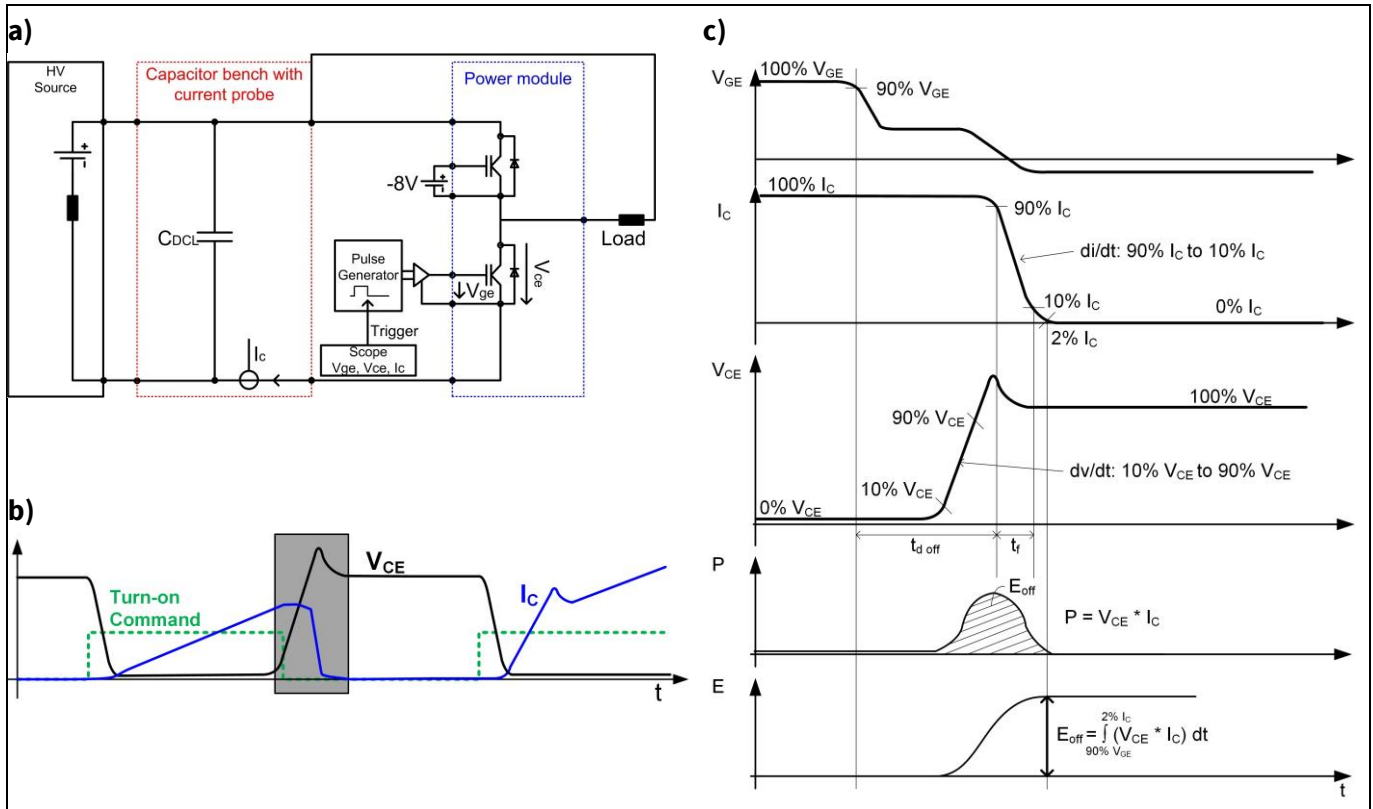 a)
HV
Source
+
-
Capacitor bench with
current probe
CDCL
Ic
Power module
-8V
+
-
Pulse
Generator
Trigger
Scope
Vge, Vce, Ic
Vge
Vce
Load
b)
Turn-on
Command
VCE
IC
t
c)
VGE
100% VGE
90% VGE
IC
100% IC
90% IC
di/dt: 90% IC to 10% IC
10% IC
0% IC
2% IC
VCE
100% VCE
90% VCE
dv/dt: 10% VCE to 90% VCE
10% VCE
0% VCE
td off
tf
P
Eoff
P = VCE * IC
E
2% IC
Eoff = ∫ (VCE * IC) dt
90% VGE
t